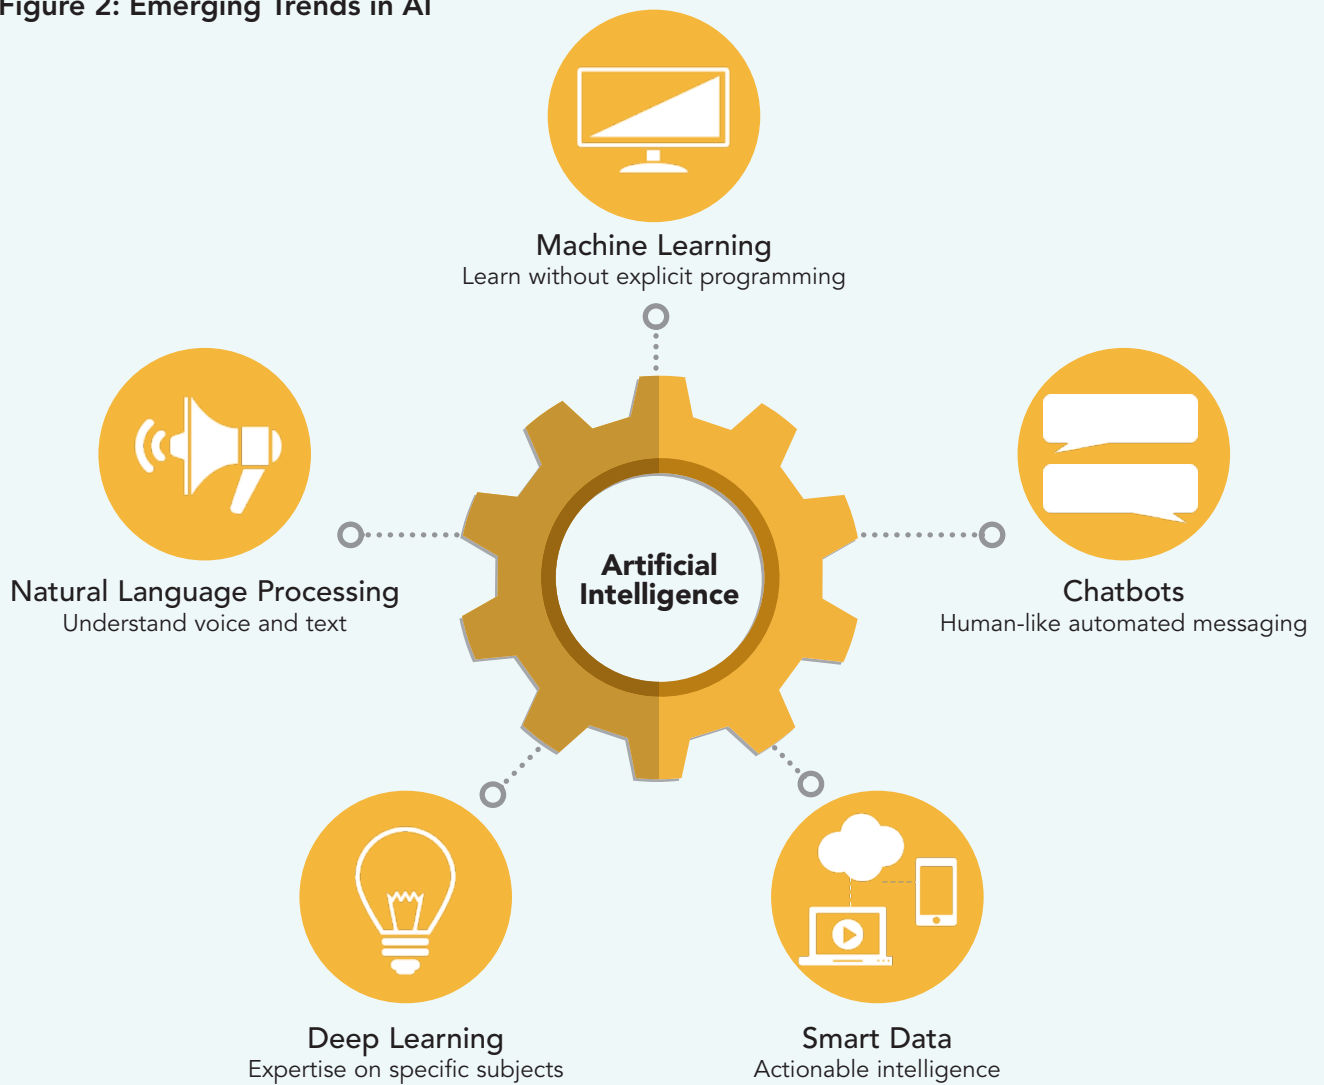 Figure 2: Emerging Trends in AI
Machine Learning
Learn without explicit programming
Natural Language Processing
Understand voice and text
Artificial
Intelligence
Chatbots
Human-like automated messaging
Deep Learning
Expertise on specific subjects
Smart Data
Actionable intelligence